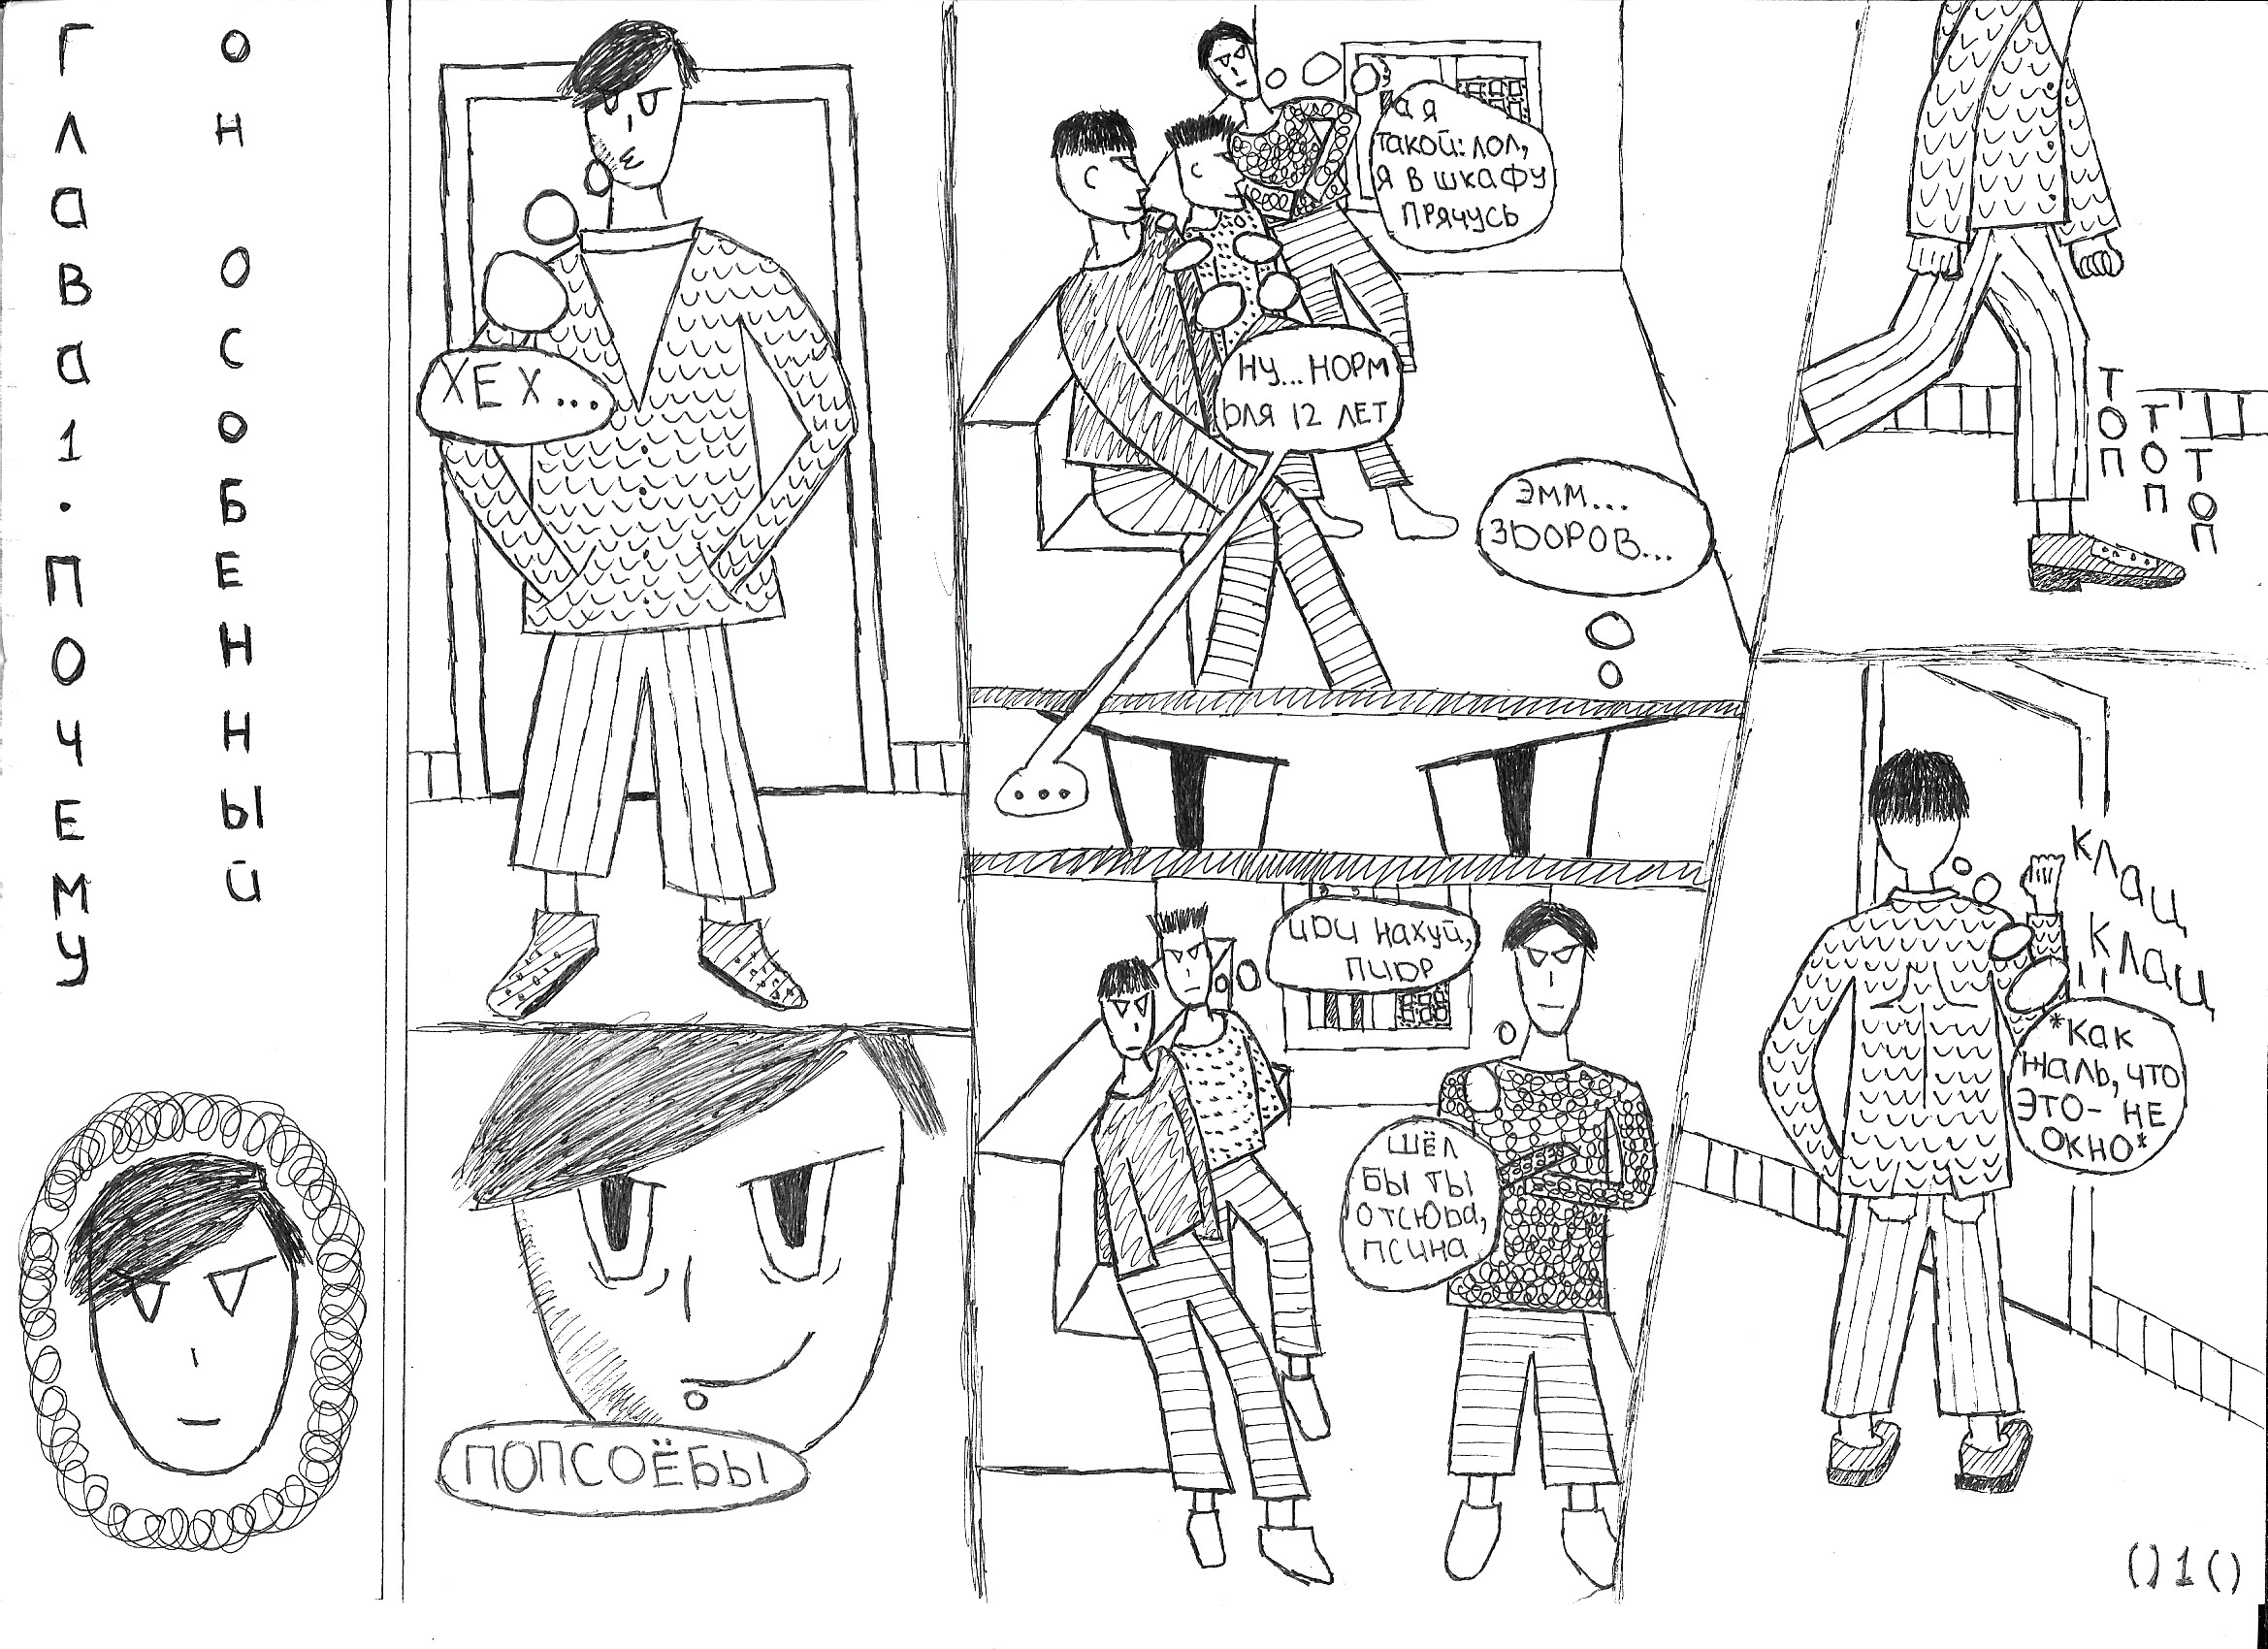 ГЛАВА 1. ПОЧЕМУ
ОН ОСОБЕННЫЙ
ХЕХ...
ПОПСОЁБЫ
а я
такой: лол,
я в шкафу
прячусь
ну... норм
для 12 лет
эмм...
здоров...
...
иди нахуй,
пидр
шёл
бы ты
отсюда,
псина
ТОП
ТОП
ТОП
клац
клац
*как
жаль, что
это- не
окно*
()1()